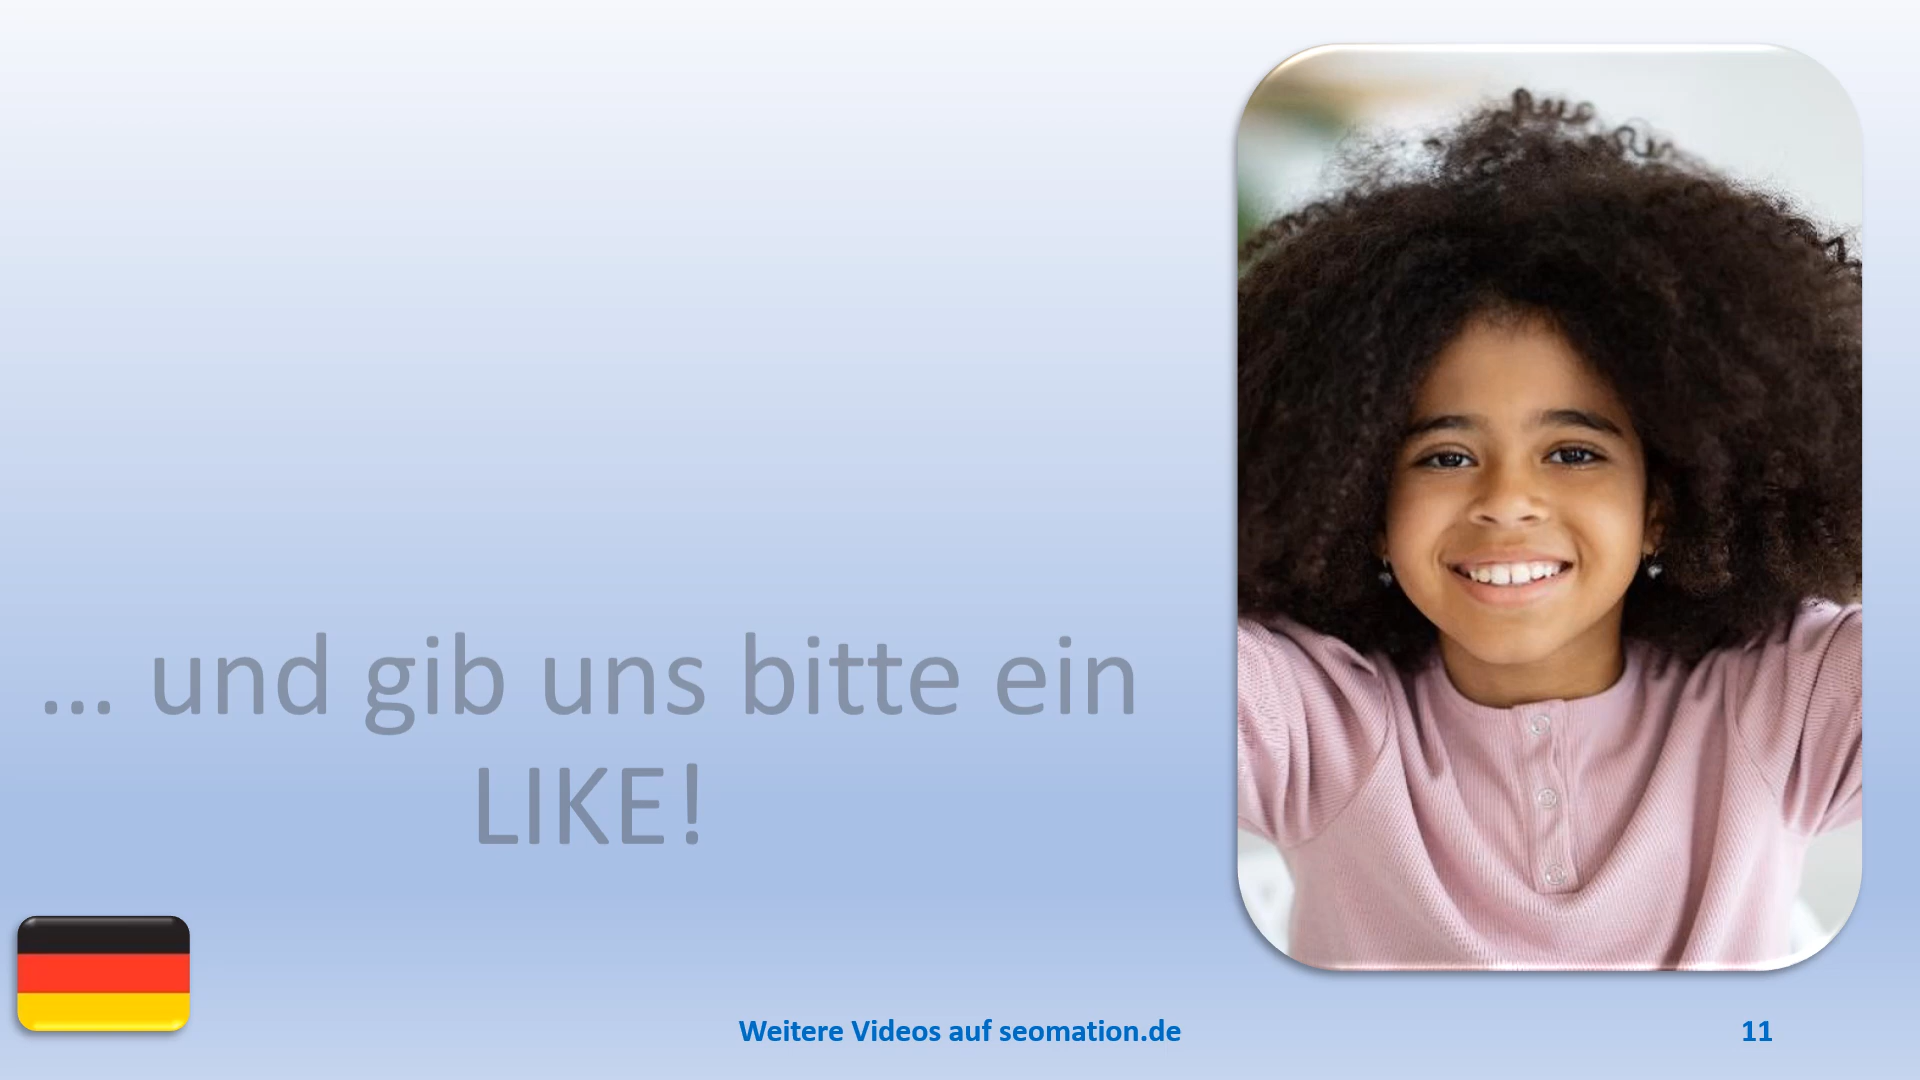 ... und gib uns bitte ein
LIKE!
Weitere Videos auf seomation.de
11